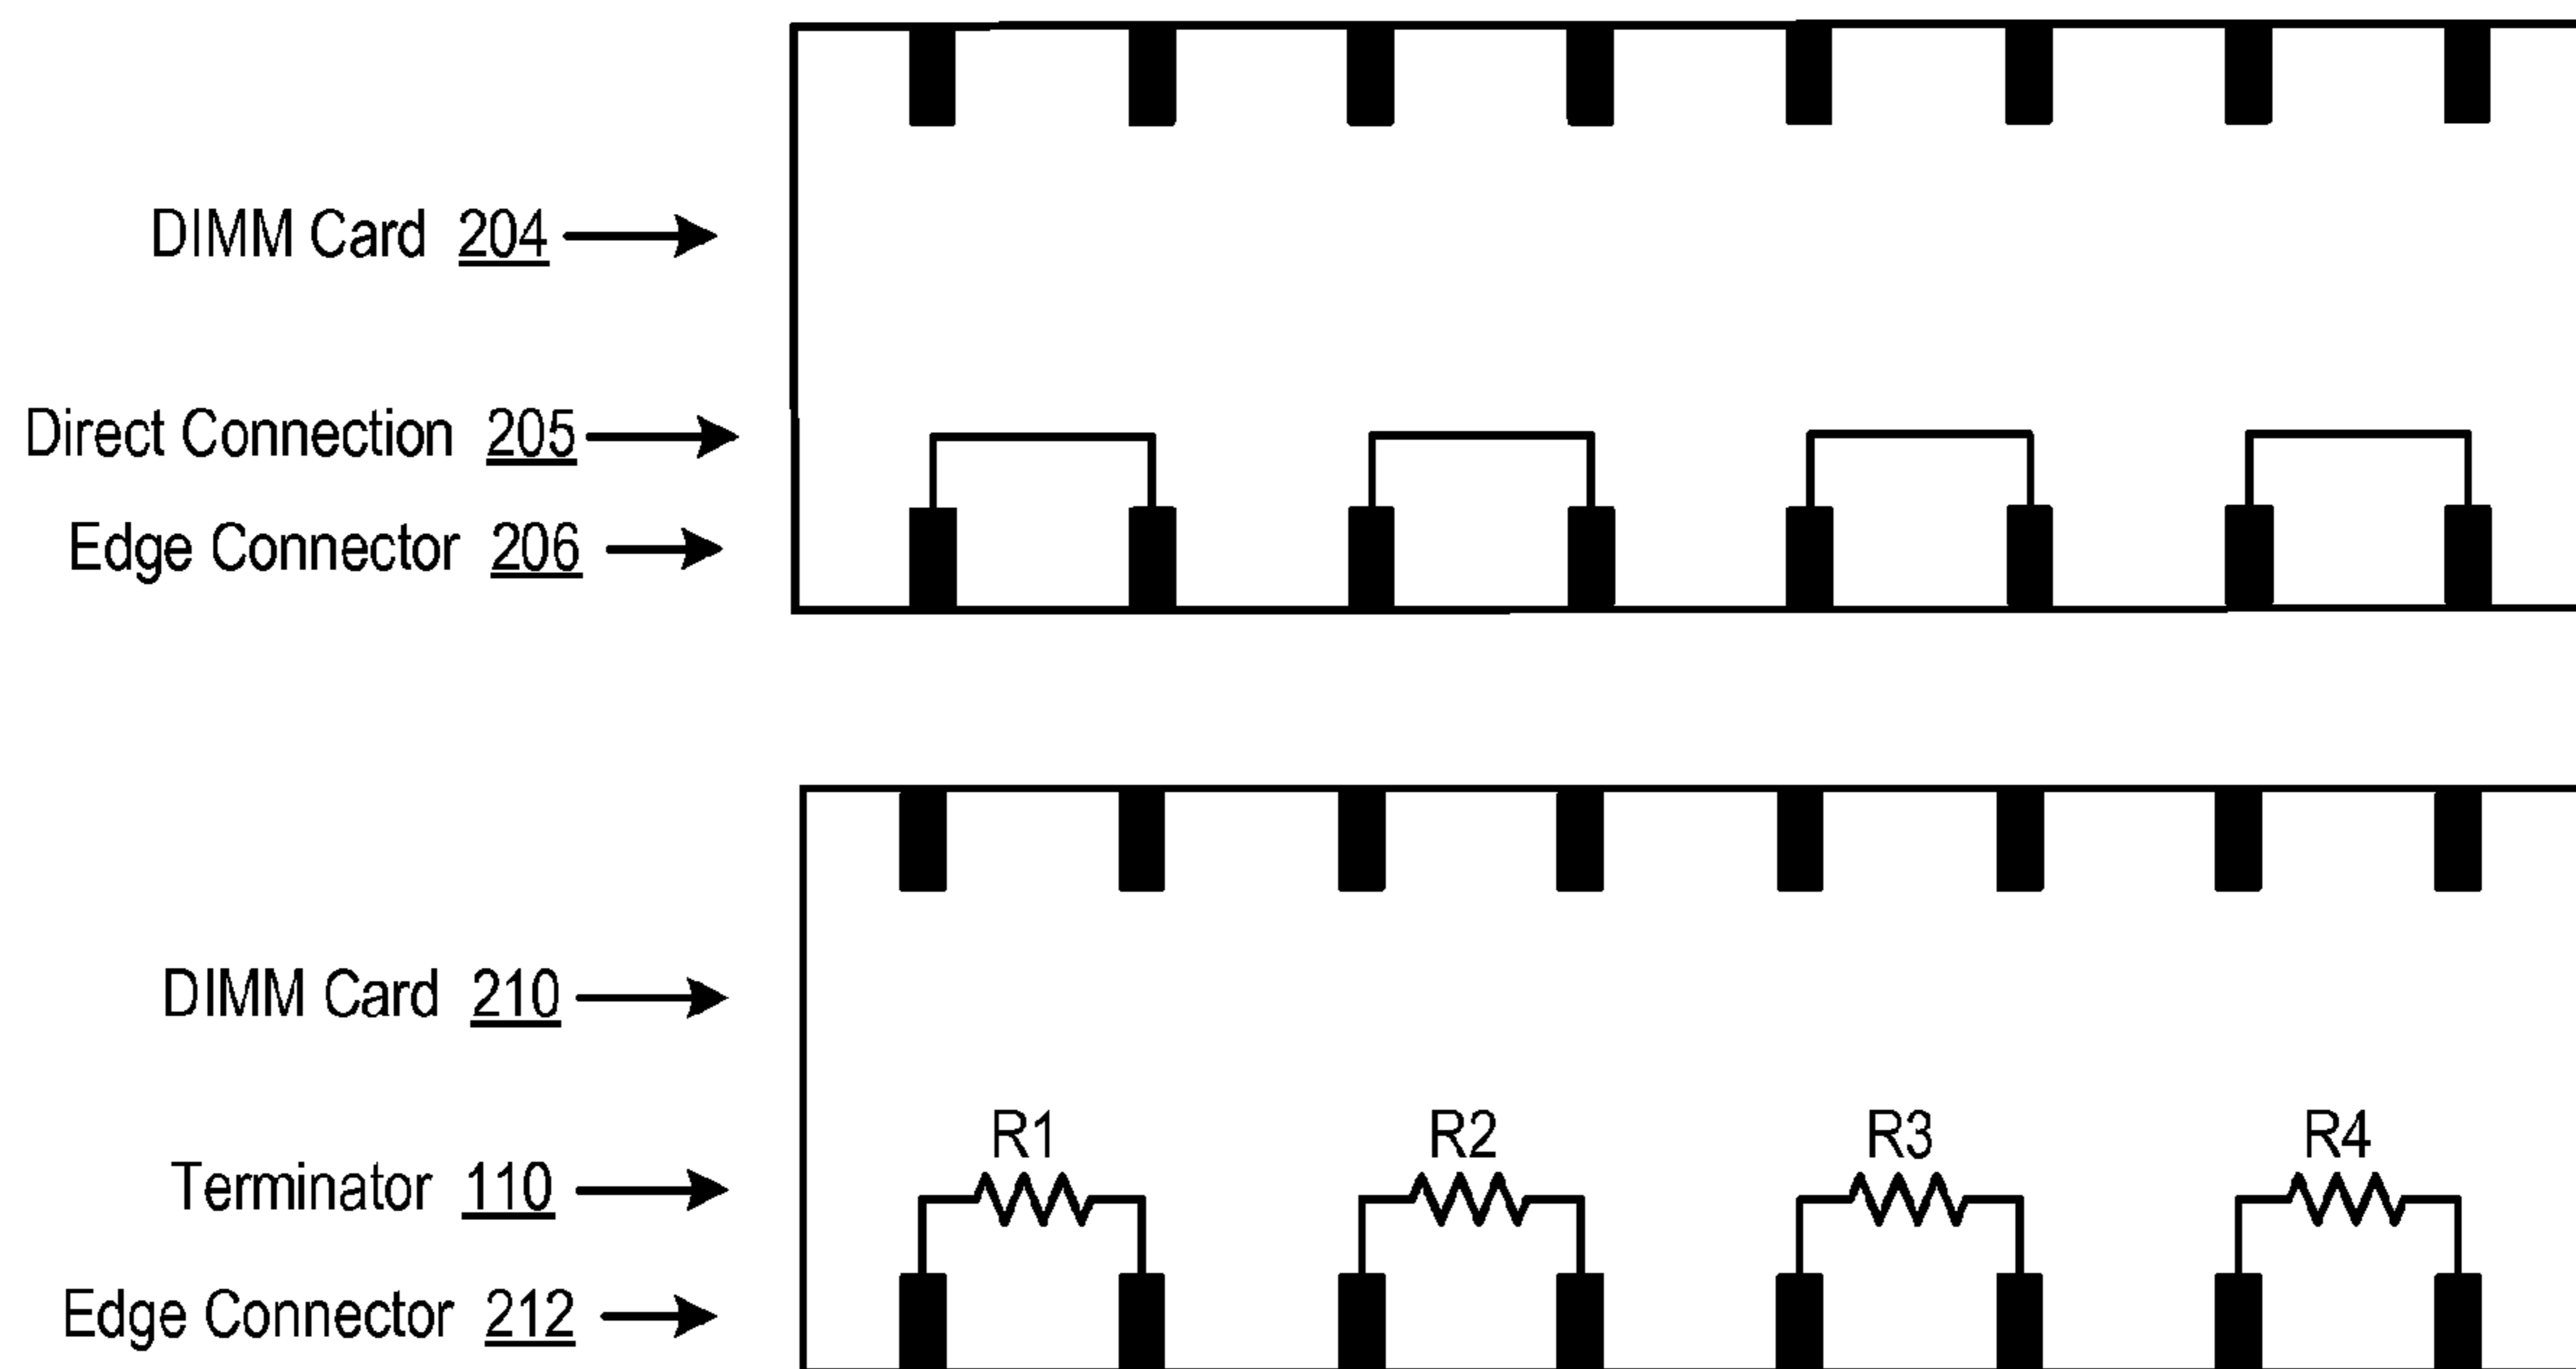 DIMM Card 204
Direct Connection 205
Edge Connector 206
DIMM Card 210
R1 R2 R3 R4
Terminator 110
Edge Connector 212